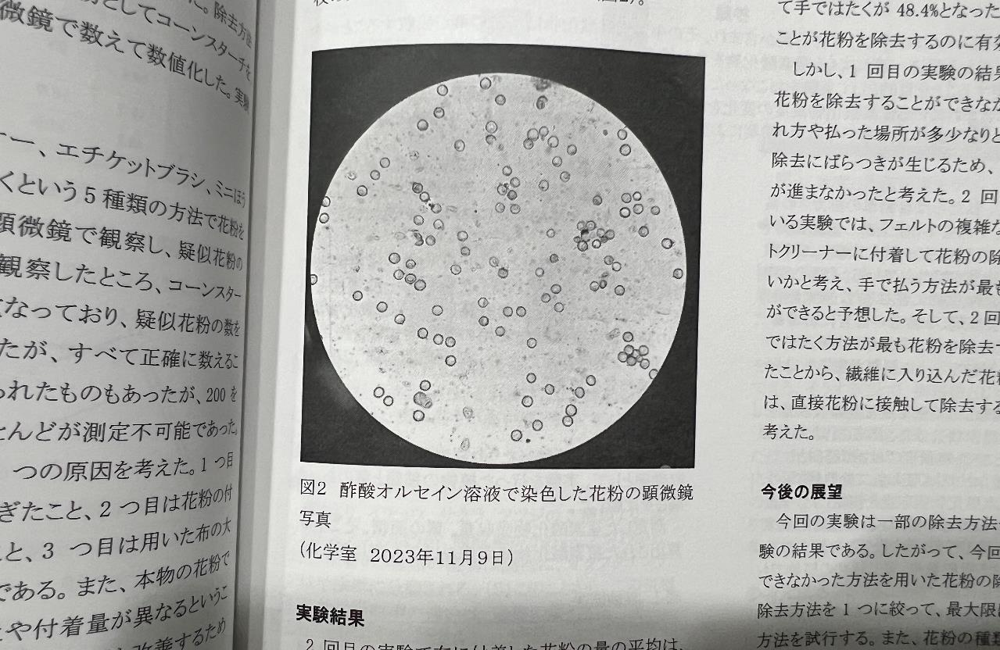 た。除去方法
としてコーンスターチを
微鏡で数えて数値化した。実験
ナー、エチケットブラシ、ミニほう
くという5種類の方法で花粉を
顕微鏡で観察し、疑似花粉の
観察したところ、コーンスター
なっており、疑似花粉の数を
たが、すべて正確に数えるこ
られたものもあったが、200を
とんどが測定不可能であった。
つの原因を考えた。1つ目
ぎたこと、2つ目は花粉の付
こと、3つ目は用いた布の大
である。また、本物の花粉で
や付着量が異なるというこ
改善するため
図2 酢酸オルセイン溶液で染色した花粉の顕微鏡
写真
(化学室 2023年11月9日)
実験結果
2回目の実験で布に付着した花粉の量の平均は、
て手ではたくが48.4%となった
ことが花粉を除去するのに有効
しかし、1回目の実験の結果
花粉を除去することができなか
れ方や払った場所が多少なりと
除去にばらつきが生じるため、
が進まなかったと考えた。2回
いる実験では、フェルトの複雑な
トクリーナーに付着して花粉の除
いかと考え、手で払う方法が最も
ができると予想した。そして、2回
ではたく方法が最も花粉を除去
たことから、繊維に入り込んだ花粉
は、直接花粉に接触して除去する
考えた。
今後の展望
今回の実験は一部の除去方法
験の結果である。したがって、今回
できなかった方法を用いた花粉の除
除去方法を1つに絞って、最大限
方法を試行する。また、花粉の種類